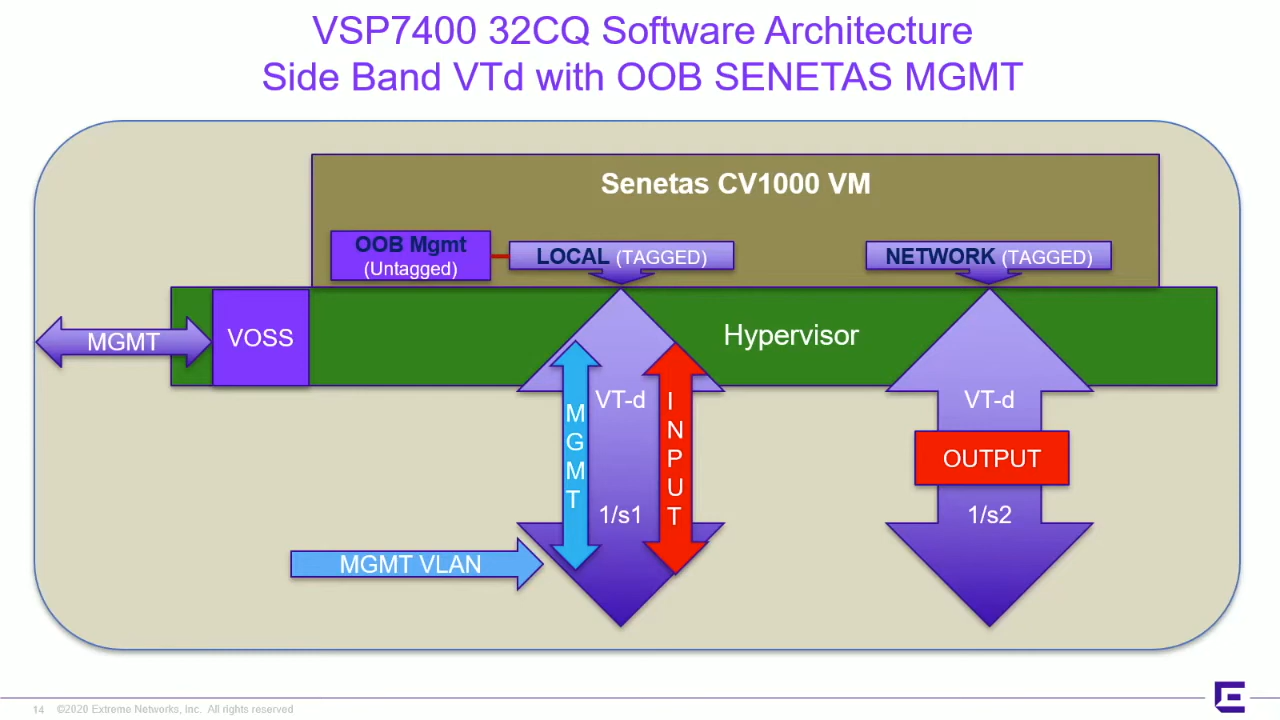 VSP7400 32CQ Software Architecture
Side Band VTd with OOB SENETAS MGMT
Senetas CV1000 VM
OOB Mgmt
(Untagged)
LOCAL (TAGGED)
NETWORK (TAGGED)
MGMT
VOSS
Hypervisor
MGMT
VT-d
INPUT
1/s1
VT-d
OUTPUT
1/s2
MGMT VLAN
14 ©2020 Extreme Networks, Inc. All rights reserved